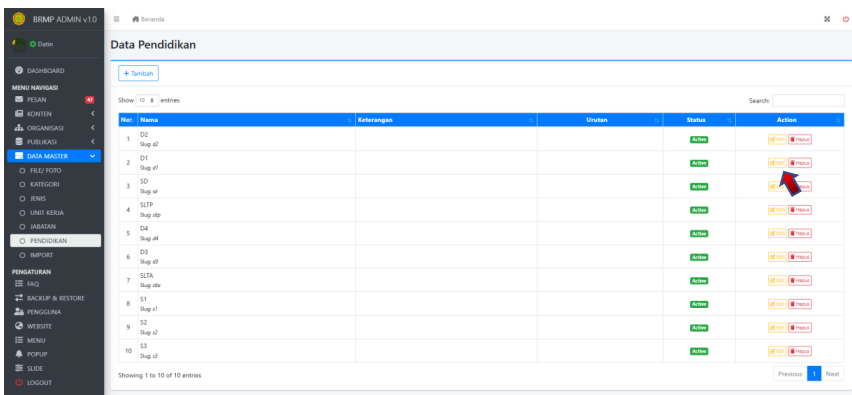 BRMP ADMIN v.1.0
Beranda
Datin
Data Pendidikan
DASHBOARD
+ Tambah
MENU NAVIGASI
PESAN 47
KONTEN
ORGANISASI
PUBLIKASI
DATA MASTER
FILE/ FOTO
KATEGORI
JENIS
UNIT KERJA
JABATAN
PENDIDIKAN
IMPORT
PENGATURAN
FAQ
BACKUP & RESTORE
PENGGUNA
WEBSITE
MENU
POPUP
SLIDE
LOGOUT
Show 10 entries
Search:
Nor. Nama Keterangan Urutan Status Action
1 D2 Active Edit Hapus
Slug: d2
2 D1 Active Edit Hapus
Slug: d1
3 SD Active Hapus
Slug: sd
4 SLTP Active Edit Hapus
Slug: sltp
5 D4 Active Edit Hapus
Slug: d4
6 D3 Active Edit Hapus
Slug: d3
7 SLTA Active Edit Hapus
Slug: slta
8 S1 Active Edit Hapus
Slug: s1
9 S2 Active Edit Hapus
Slug: s2
10 S3 Active Edit Hapus
Slug: s3
Showing 1 to 10 of 10 entries
Previous 1 Next